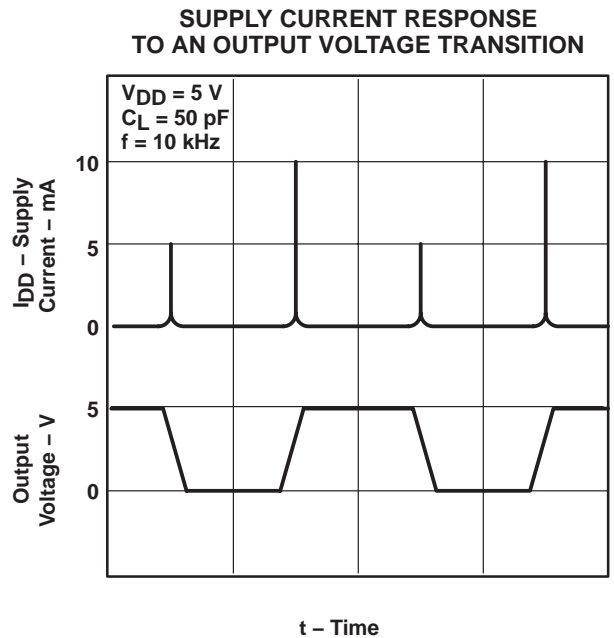 SUPPLY CURRENT RESPONSE
TO AN OUTPUT VOLTAGE TRANSITION
VDD = 5 V
CL = 50 pF
f = 10 kHz
IDD – Supply
Current – mA
10
5
0
Output
Voltage – V
5
0
t – Time